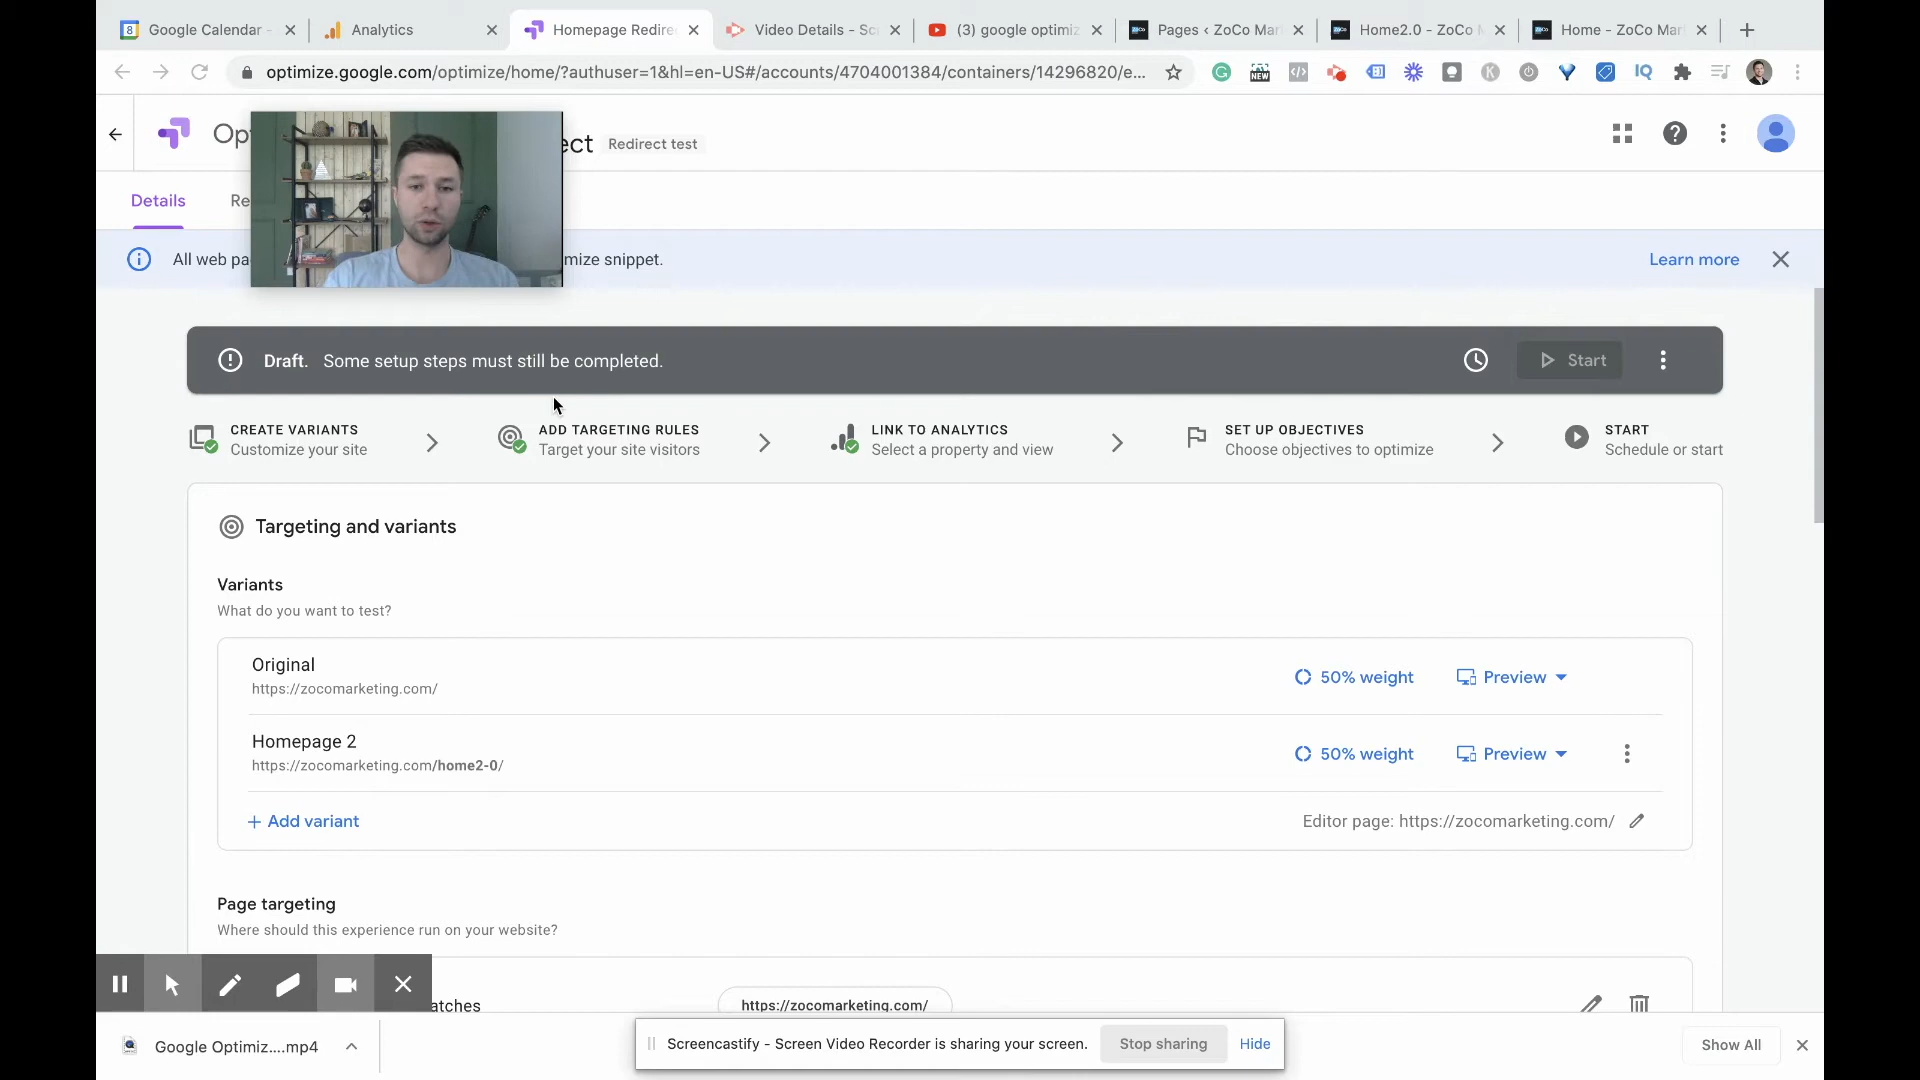 8 Google Calendar -
Analytics
Homepage Redire
Video Details - Scr
(3) google optimiz
Pages ‹ ZoCo Mar
Home2.0 - ZoCo M
Home - ZoCo Mar
optimize.google.com/optimize/home/?authuser=1&hl=en-US#/accounts/4704001384/containers/14296820/e...
NEW
K
IQ
Op
ect
Redirect test
Details
Re
All web pa
mize snippet.
Learn more
Draft. Some setup steps must still be completed.
Start
CREATE VARIANTS
Customize your site
ADD TARGETING RULES
Target your site visitors
LINK TO ANALYTICS
Select a property and view
SET UP OBJECTIVES
Choose objectives to optimize
START
Schedule or start
Targeting and variants
Variants
What do you want to test?
Original
https://zocomarketing.com/
50% weight
Preview
Homepage 2
https://zocomarketing.com/home2-0/
50% weight
Preview
+ Add variant
Editor page: https://zocomarketing.com/
Page targeting
Where should this experience run on your website?
atches
https://zocomarketing.com/
Google Optimiz....mp4
Screencastify - Screen Video Recorder is sharing your screen.
Stop sharing
Hide
Show All